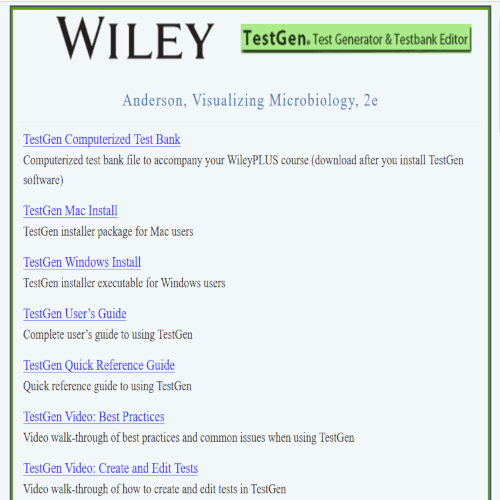 WILEY
TestGen® Test Generator & Testbank Editor
Anderson, Visualizing Microbiology, 2e
TestGen Computerized Test Bank
Computerized test bank file to accompany your WileyPLUS course (download after you install TestGen
software)
TestGen Mac Install
TestGen installer package for Mac users
TestGen Windows Install
TestGen installer executable for Windows users
TestGen User’s Guide
Complete user’s guide to using TestGen
TestGen Quick Reference Guide
Quick reference guide to using TestGen
TestGen Video: Best Practices
Video walk-through of best practices and common issues when using TestGen
TestGen Video: Create and Edit Tests
Video walk-through of how to create and edit tests in TestGen